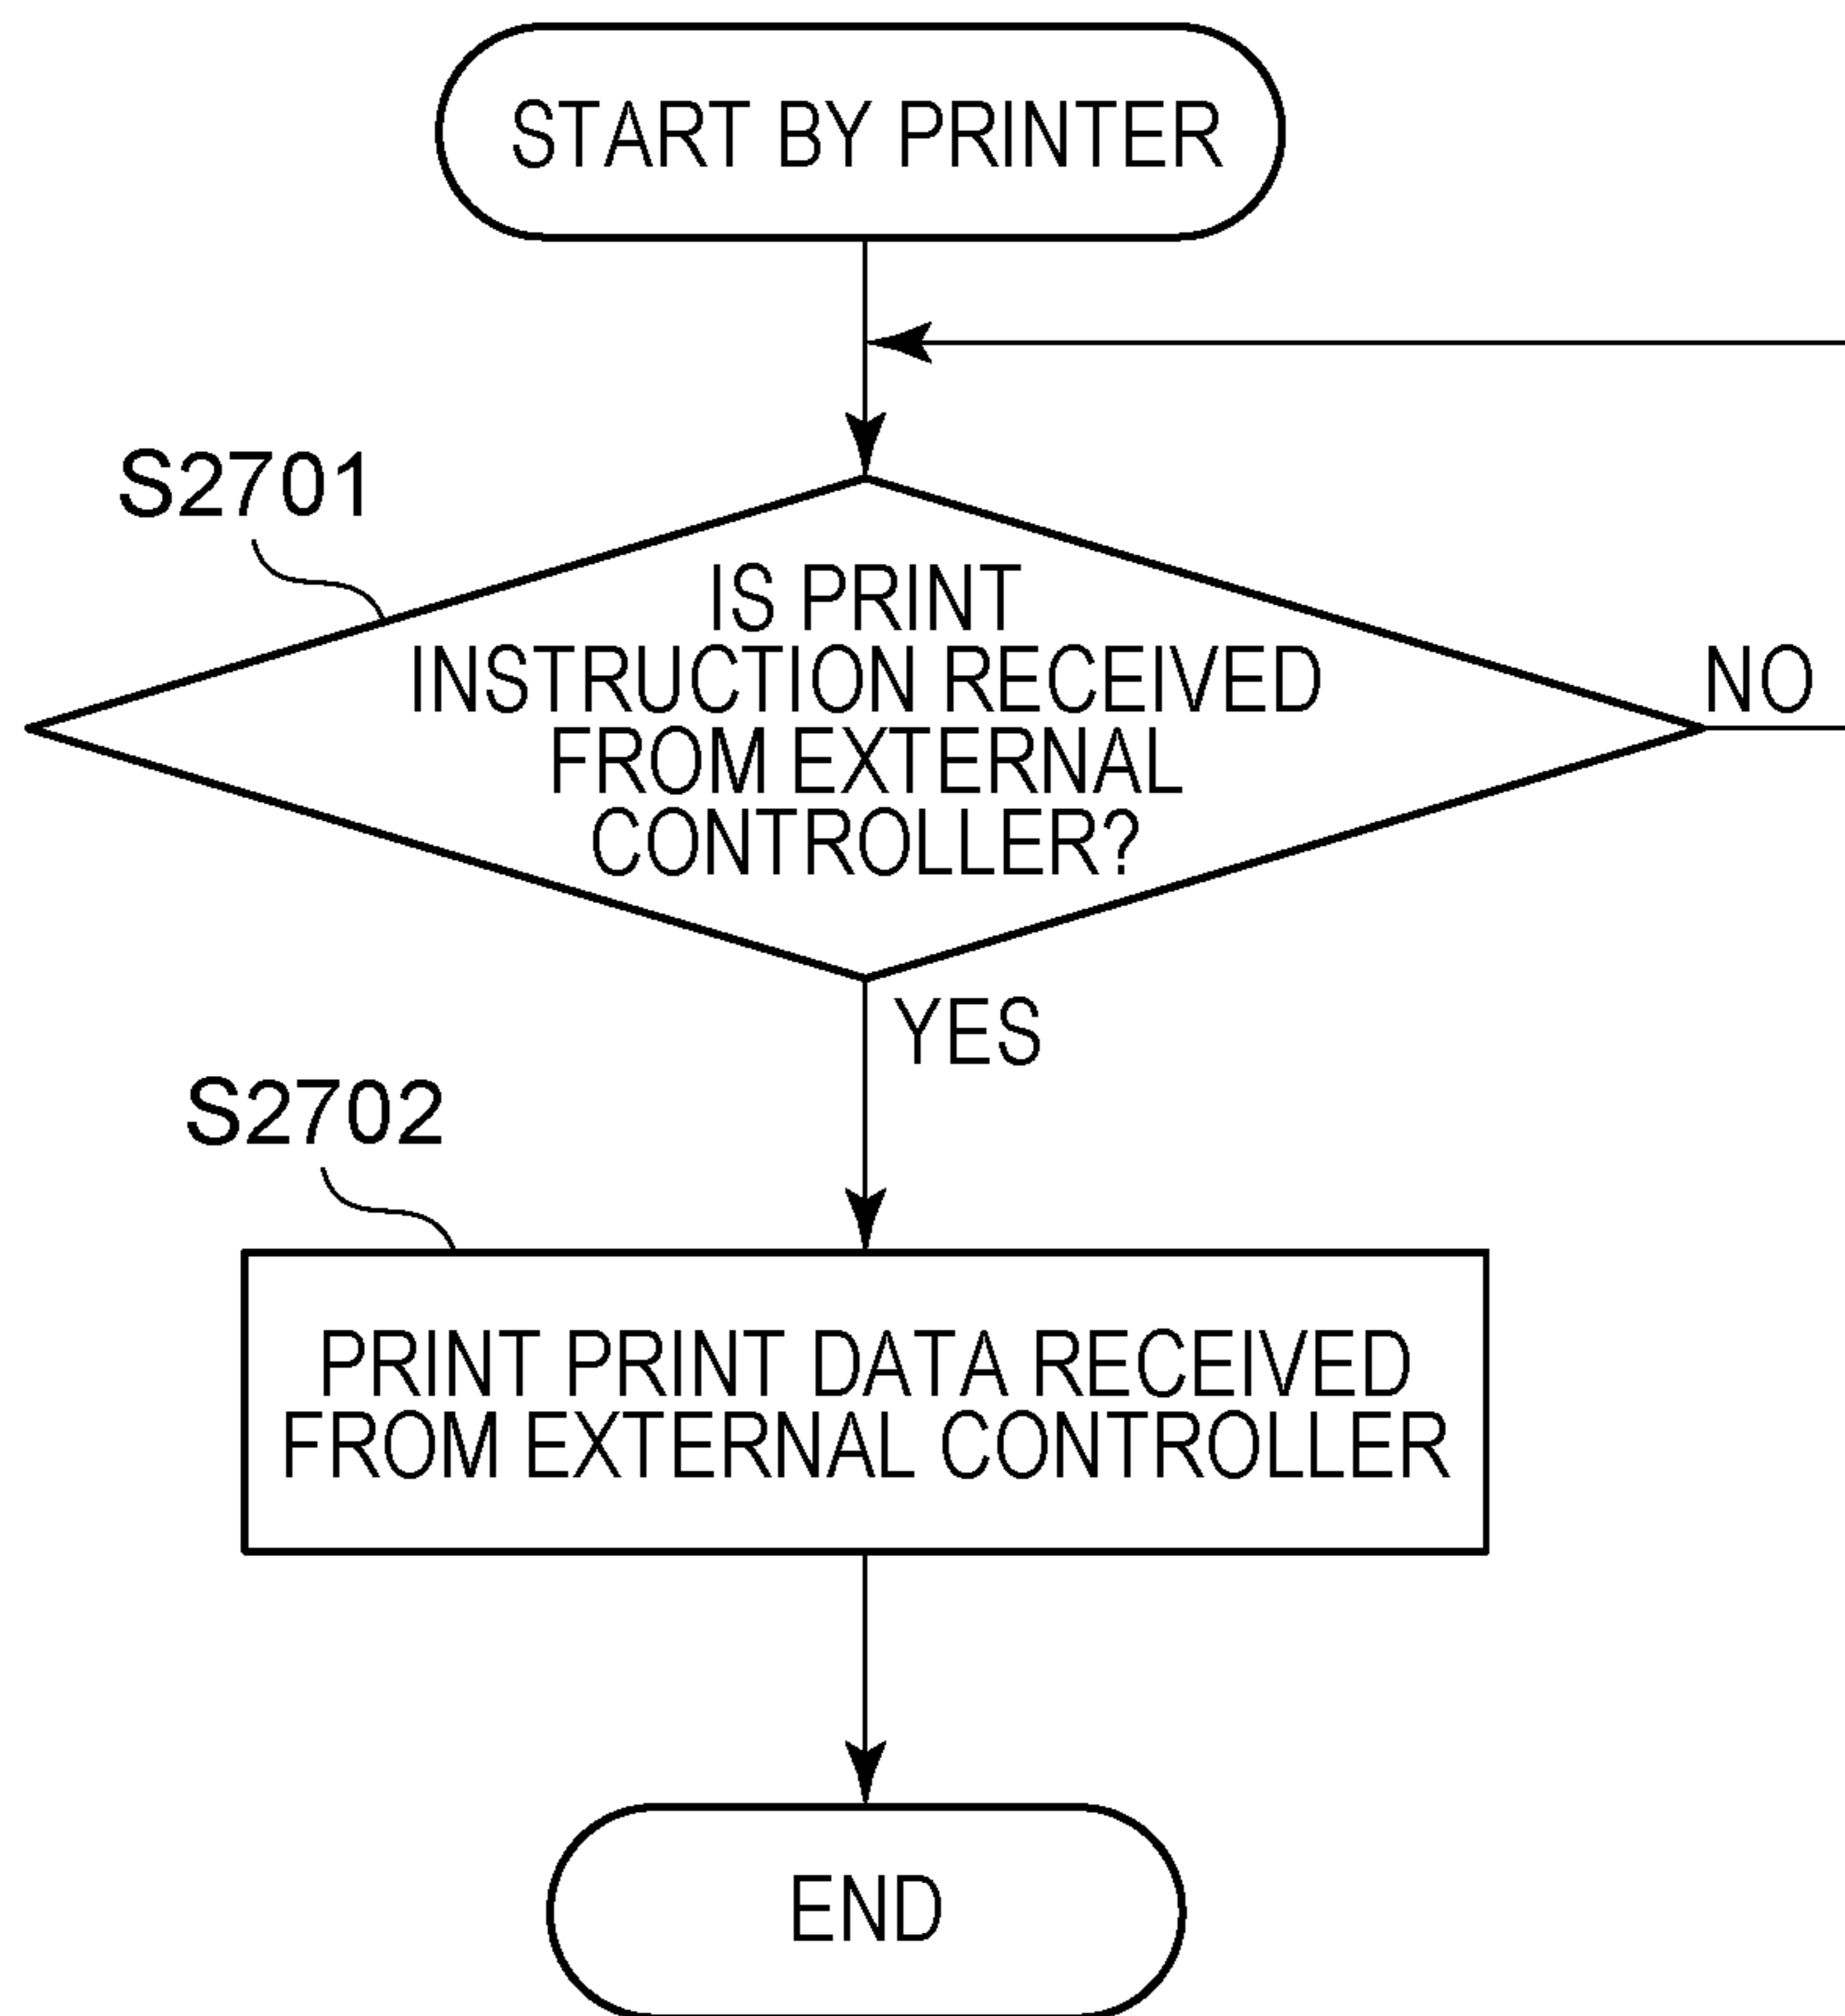 START BY PRINTER
S2701
IS PRINT
INSTRUCTION RECEIVED
FROM EXTERNAL
CONTROLLER?
NO
YES
S2702
PRINT PRINT DATA RECEIVED
FROM EXTERNAL CONTROLLER
END